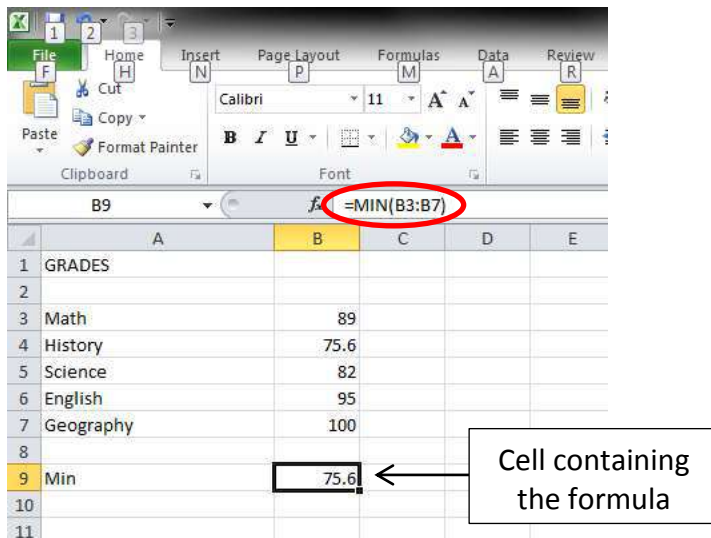 1 2 3
File Home Insert Page Layout Formulas Data Review
F H N P M A R
Cut
Copy
Format Painter
Paste
Calibri 11 A A
B I U A
Clipboard Font
B9 fx =MIN(B3:B7)
A B C D E
1 GRADES
2
3 Math 89
4 History 75.6
5 Science 82
6 English 95
7 Geography 100
8
9 Min 75.6
10
11
Cell containing
the formula